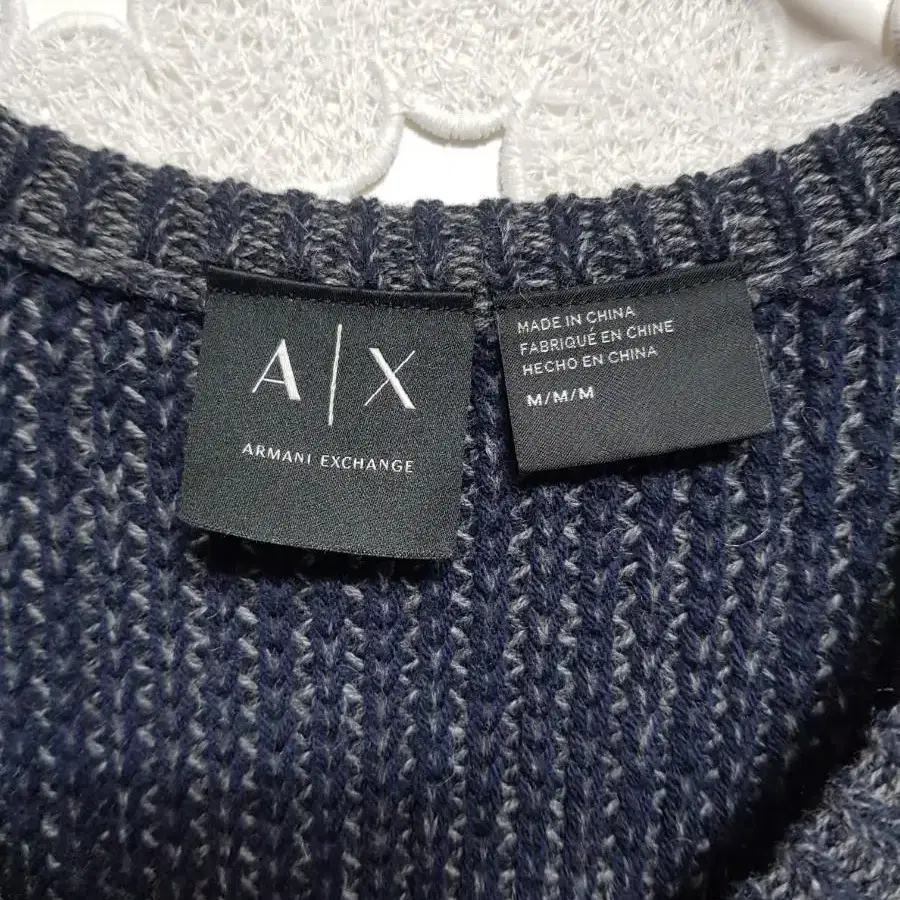 A|X
ARMANI EXCHANGE
MADE IN CHINA
FABRIQUÉ EN CHINE
HECHO EN CHINA
M/M/M